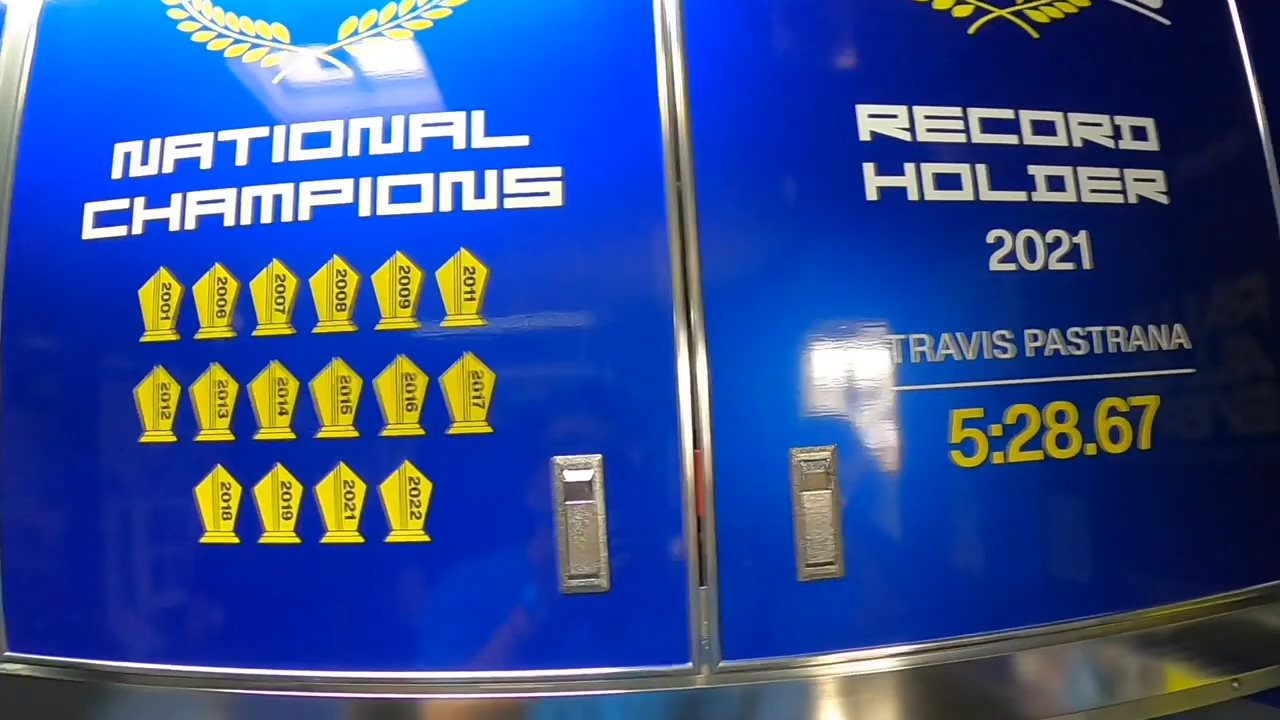 NATIONAL
CHAMPIONS
2001 2006 2007 2008 2009 2011
2012 2013 2014 2015 2016 2017
2018 2019 2021 2022
RECORD
HOLDER
2021
TRAVIS PASTRANA
5:28.67